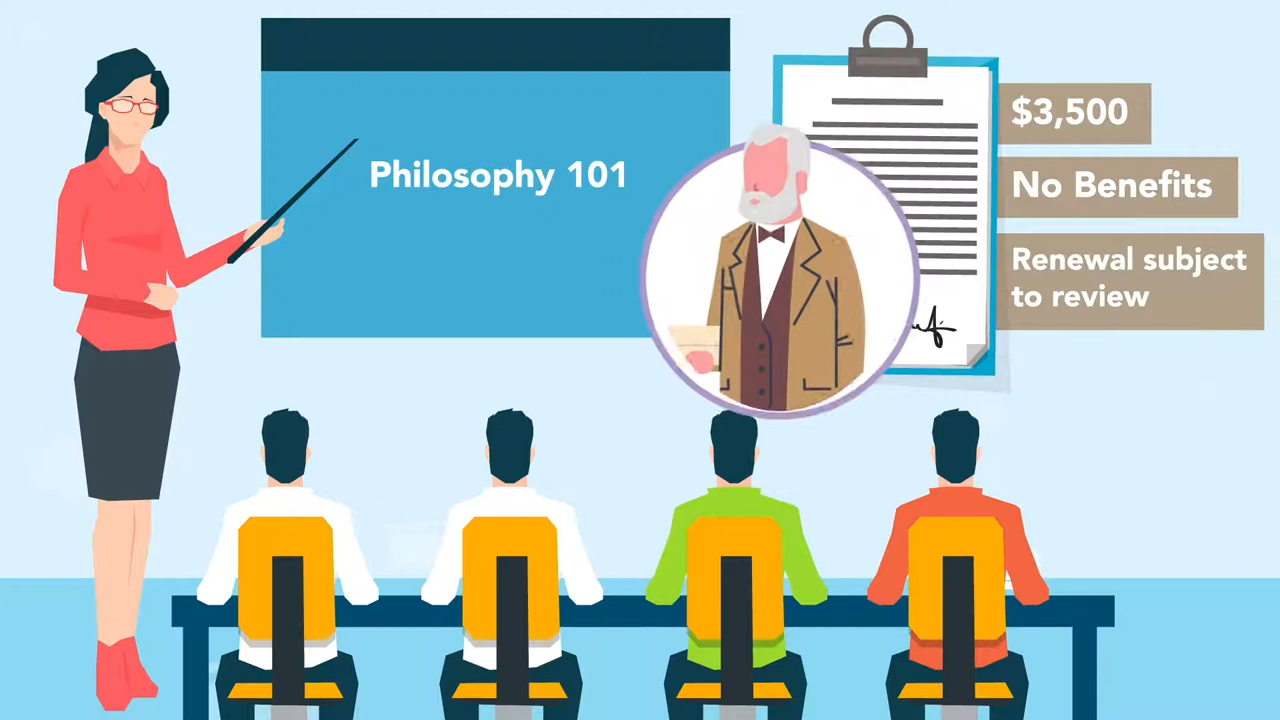 Philosophy 101
$3,500
No Benefits
Renewal subject
to review